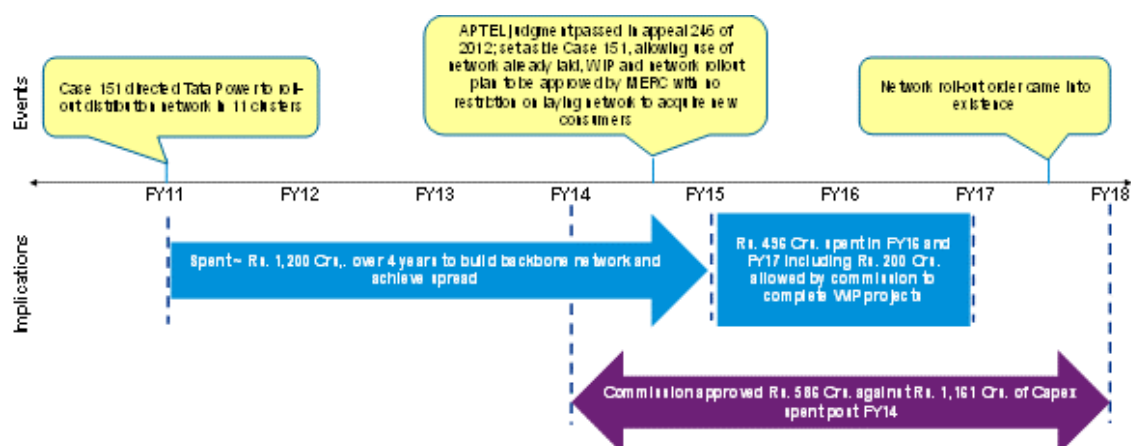 Events
Case 151 directed Tata Power to roll-
out distribution network in 11 clusters
APTEL judgment passed in appeal 246 of
2012; set aside Case 151, allowing use of
network already laid, WIP and network rollout
plan to be approved by MERC with no
restriction on laying network to acquire new
consumers
Network roll-out order came into
existence
FY11 FY12 FY13 FY14 FY15 FY16 FY17 FY18
Implications
Spent ~ Rs. 1,200 Crs,. over 4 years to build backbone network and
achieve spread
Rs. 496 Crs. spent in FY16 and
FY17 including Rs. 200 Crs.
allowed by commission to
complete WIP projects
Commission approved Rs. 586 Crs. against Rs. 1,161 Crs. of Capex
spent post FY14